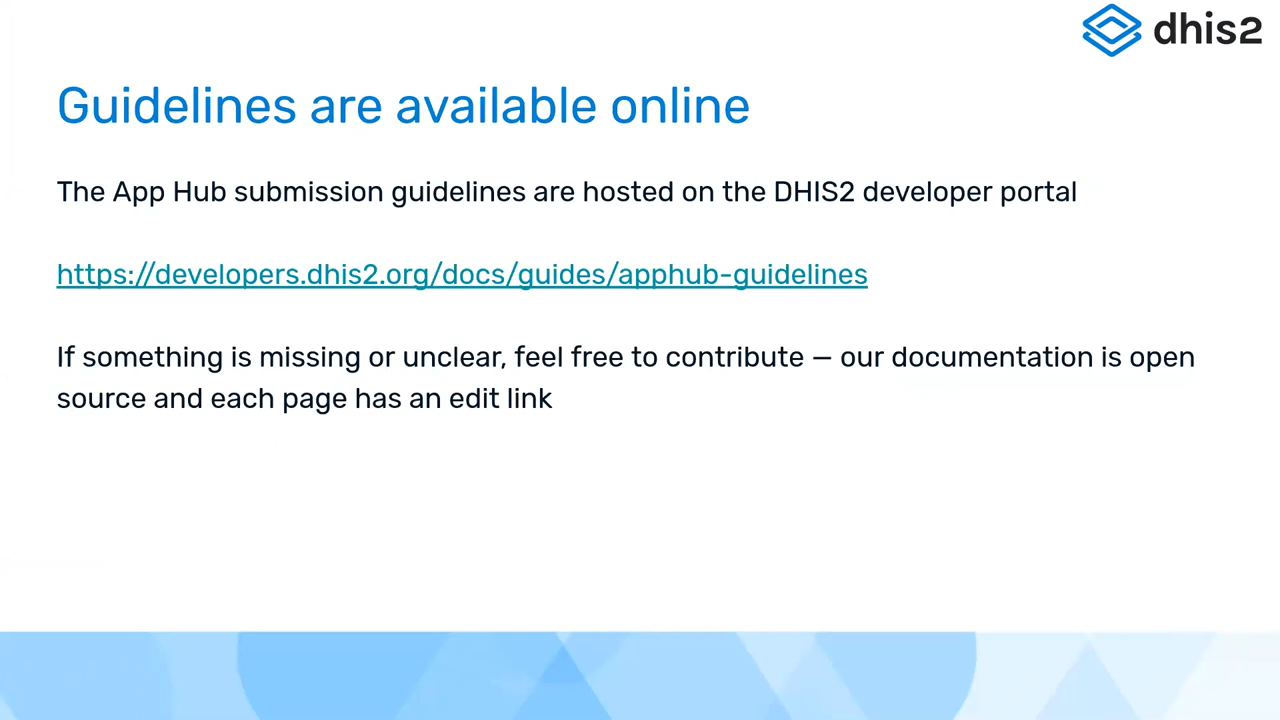 dhis2
Guidelines are available online
The App Hub submission guidelines are hosted on the DHIS2 developer portal
https://developers.dhis2.org/docs/guides/apphub-guidelines
If something is missing or unclear, feel free to contribute — our documentation is open
source and each page has an edit link